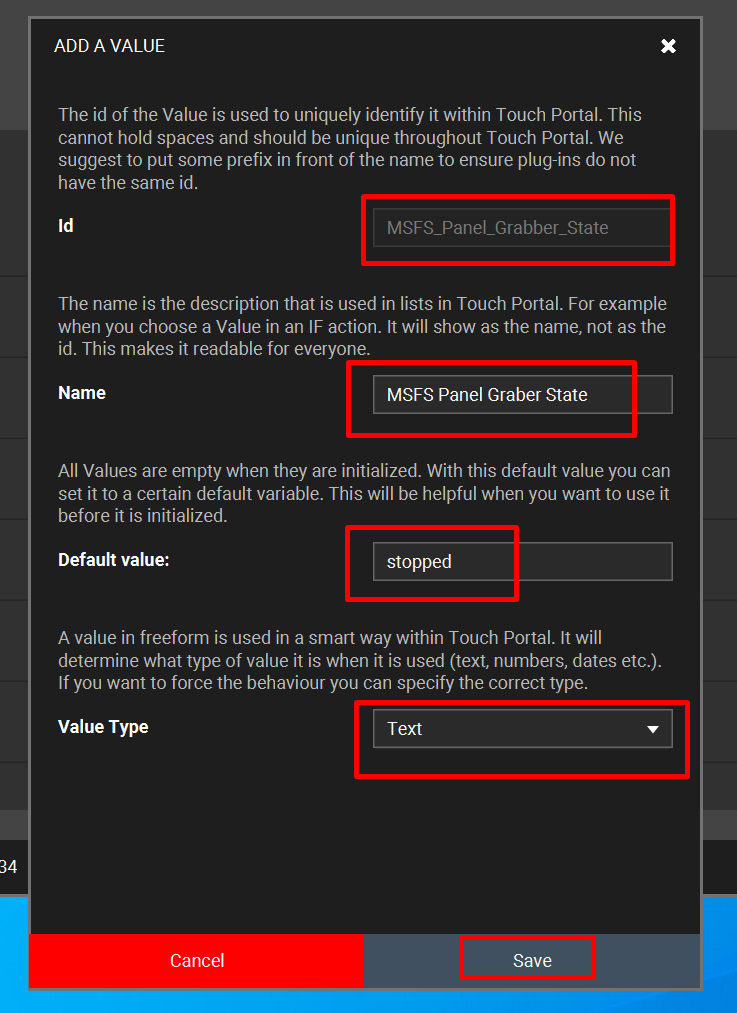 ADD A VALUE
The id of the Value is used to uniquely identify it within Touch Portal. This
cannot hold spaces and should be unique throughout Touch Portal. We
suggest to put some prefix in front of the name to ensure plug-ins do not
have the same id.
Id
MSFS_Panel_Grabber_State
The name is the description that is used in lists in Touch Portal. For example
when you choose a Value in an IF action. It will show as the name, not as the
id. This makes it readable for everyone.
Name
MSFS Panel Graber State
All Values are empty when they are initialized. With this default value you can
set it to a certain default variable. This will be helpful when you want to use it
before it is initialized.
Default value:
stopped
A value in freeform is used in a smart way within Touch Portal. It will
determine what type of value it is when it is used (text, numbers, dates etc.).
If you want to force the behaviour you can specify the correct type.
Value Type
Text
34
Cancel
Save